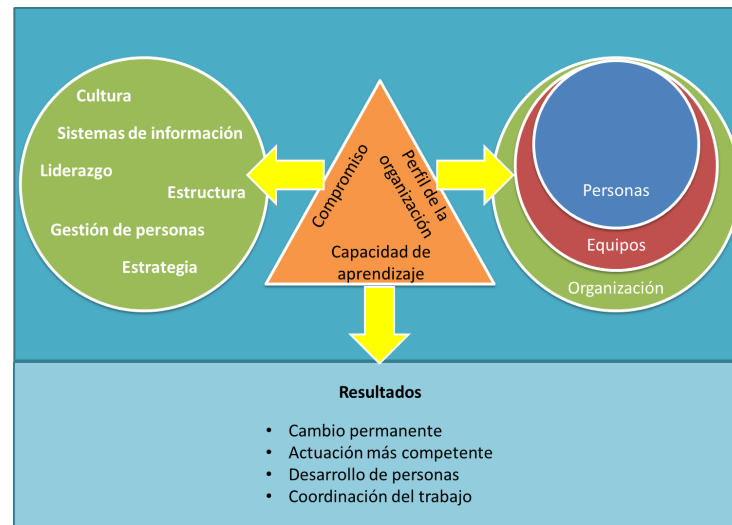 Cultura
Sistemas de información
Liderazgo
Estructura
Gestión de personas
Estrategia
Compromiso
Perfil de la
organización
Capacidad de
aprendizaje
Personas
Equipos
Organización
Resultados
• Cambio permanente
• Actuación más competente
• Desarrollo de personas
• Coordinación del trabajo